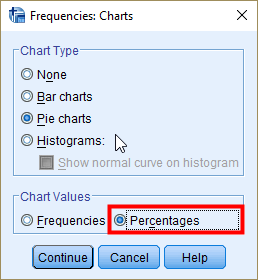 Frequencies: Charts
Chart Type
None
Bar charts
Pie charts
Histograms:
Show normal curve on histogram
Chart Values
Frequencies Percentages
Continue Cancel Help